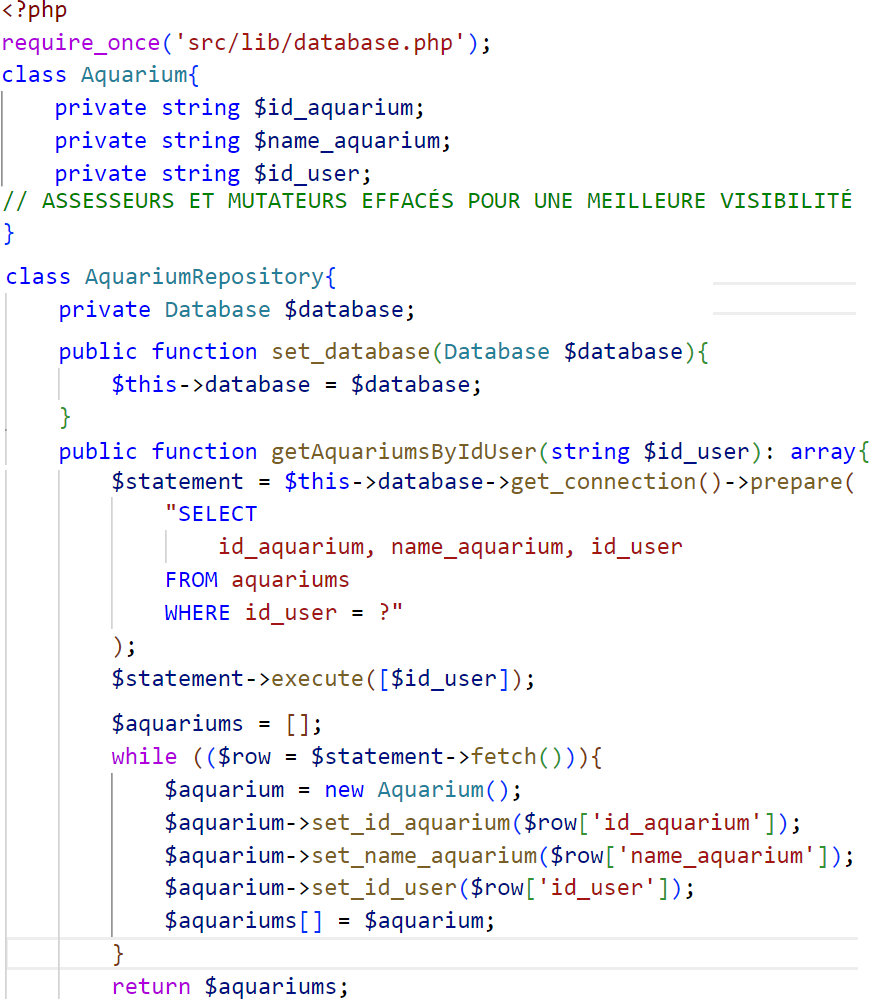 <?php
require_once('src/lib/database.php');
class Aquarium{
    private string $id_aquarium;
    private string $name_aquarium;
    private string $id_user;
// ASSESSEURS ET MUTATEURS EFFACÉS POUR UNE MEILLEURE VISIBILITÉ
}
class AquariumRepository{
    private Database $database;
    public function set_database(Database $database){
        $this->database = $database;
    }
    public function getAquariumsByIdUser(string $id_user): array{
        $statement = $this->database->get_connection()->prepare(
            "SELECT
                id_aquarium, name_aquarium, id_user
            FROM aquariums
            WHERE id_user = ?"
        );
        $statement->execute([$id_user]);
        $aquariums = [];
        while (($row = $statement->fetch())){
            $aquarium = new Aquarium();
            $aquarium->set_id_aquarium($row['id_aquarium']);
            $aquarium->set_name_aquarium($row['name_aquarium']);
            $aquarium->set_id_user($row['id_user']);
            $aquariums[] = $aquarium;
        }
        return $aquariums;